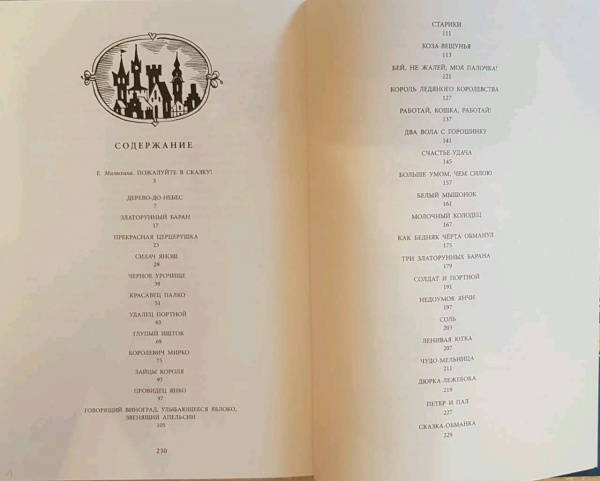 СОДЕРЖАНИЕ
Е. Малыхина. ПОЖАЛУЙТЕ В СКАЗКУ!
3
ДЕРЕВО-ДО-НЕБЕС
7
ЗЛАТОРУННЫЙ БАРАН
17
ПРЕКРАСНАЯ ЦЕРЦЕРУШКА
23
СИЛАЧ ЯНОШ
29
ЧЕРНОЕ УРОЧИЩЕ
39
КРАСАВЕЦ ПАЛКО
51
УДАЛЕЦ ПОРТНОЙ
63
ГЛУПЫЙ ИШТОК
69
КОРОЛЕВИЧ МИРКО
75
ЗАЙЦЫ КОРОЛЯ
93
ПРОВИДЕЦ ЯНКО
97
ГОВОРЯЩИЙ ВИНОГРАД, УЛЫБАЮЩЕЕСЯ ЯБЛОКО,
ЗВЕНЯЩИЙ АПЕЛЬСИН
105
230
СТАРИКИ
111
КОЗА-ВЕЩУНЬЯ
113
БЕЙ, НЕ ЖАЛЕЙ, МОЯ ПАЛОЧКА!
121
КОРОЛЬ ЛЕДЯНОГО КОРОЛЕВСТВА
127
РАБОТАЙ, КОШКА, РАБОТАЙ!
137
ДВА ВОЛА С ГОРОШИНКУ
141
СЧАСТЬЕ-УДАЧА
145
БОЛЬШЕ УМОМ, ЧЕМ СИЛОЮ
157
БЕЛЫЙ МЫШОНОК
161
МОЛОЧНЫЙ КОЛОДЕЦ
167
КАК БЕДНЯК ЧЁРТА ОБМАНУЛ
175
ТРИ ЗЛАТОРУННЫХ БАРАНА
179
СОЛДАТ И ПОРТНОЙ
191
НЕДОУМОК ЯНЧИ
197
СОЛЬ
203
ЛЕНИВАЯ ЮТКА
207
ЧУДО-МЕЛЬНИЦА
211
ДЮРКА-ЛЕЖЕБОКА
219
ПЕТЕР И ПАЛ
227
СКАЗКА-ОБМАНКА
229